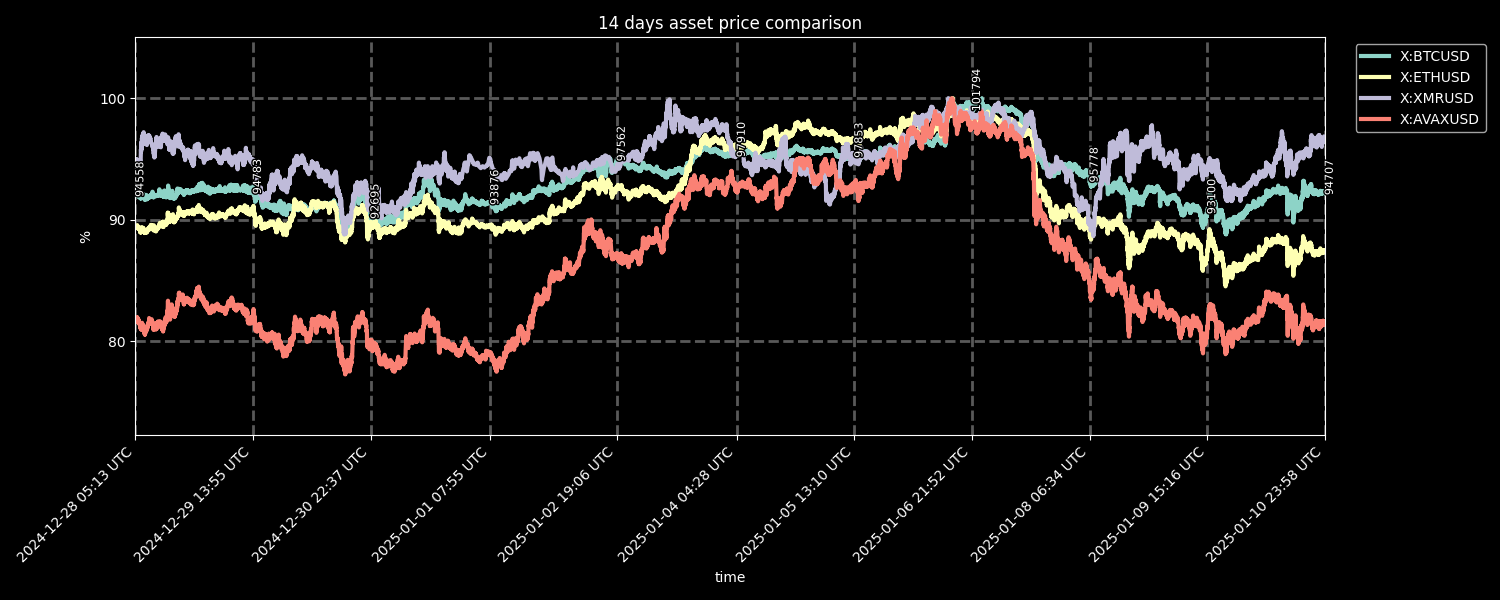 14 days asset price comparison
X:BTCUSD
X:ETHUSD
X:XMRUSD
X:AVAXUSD
100
90
80
%
94558
94783
92695
93876
97562
97910
97853
101794
95778
93100
94707
2024-12-28 05:13 UTC
2024-12-29 13:55 UTC
2024-12-30 22:37 UTC
2025-01-01 07:55 UTC
2025-01-02 19:06 UTC
2025-01-04 04:28 UTC
2025-01-05 13:10 UTC
2025-01-06 21:52 UTC
2025-01-08 06:34 UTC
2025-01-09 15:16 UTC
2025-01-10 23:58 UTC
time